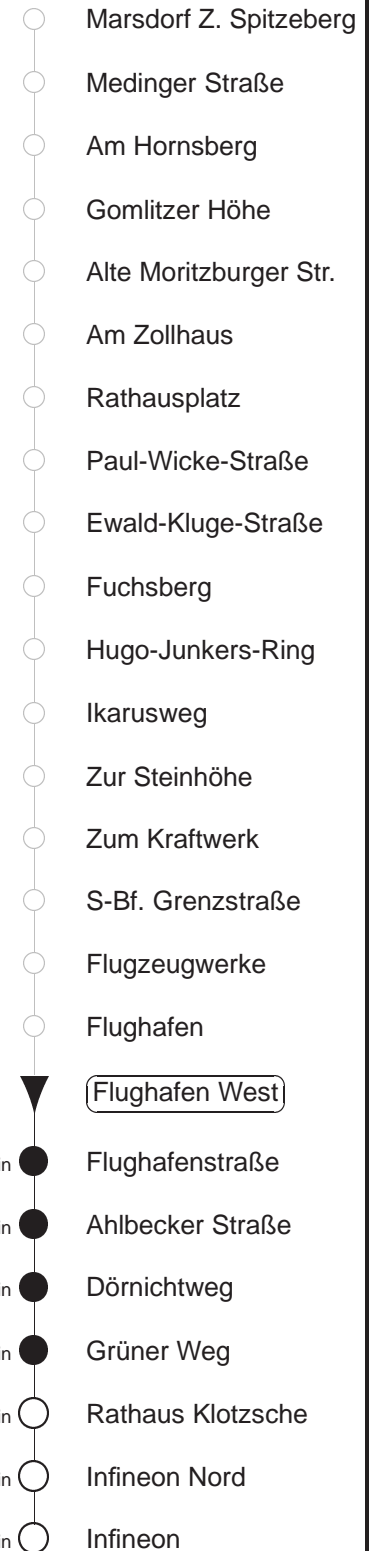 Marsdorf Z. Spitzeberg
Medinger Straße
Am Hornsberg
Gomlitzer Höhe
Alte Moritzburger Str.
Am Zollhaus
Rathausplatz
Paul-Wicke-Straße
Ewald-Kluge-Straße
Fuchsberg
Hugo-Junkers-Ring
Ikarusweg
Zur Steinhöhe
Zum Kraftwerk
S-Bf. Grenzstraße
Flugzeugwerke
Flughafen
Flughafen West
Flughafenstraße
Ahlbecker Straße
Dörnichtweg
Grüner Weg
Rathaus Klotzsche
Infineon Nord
Infineon